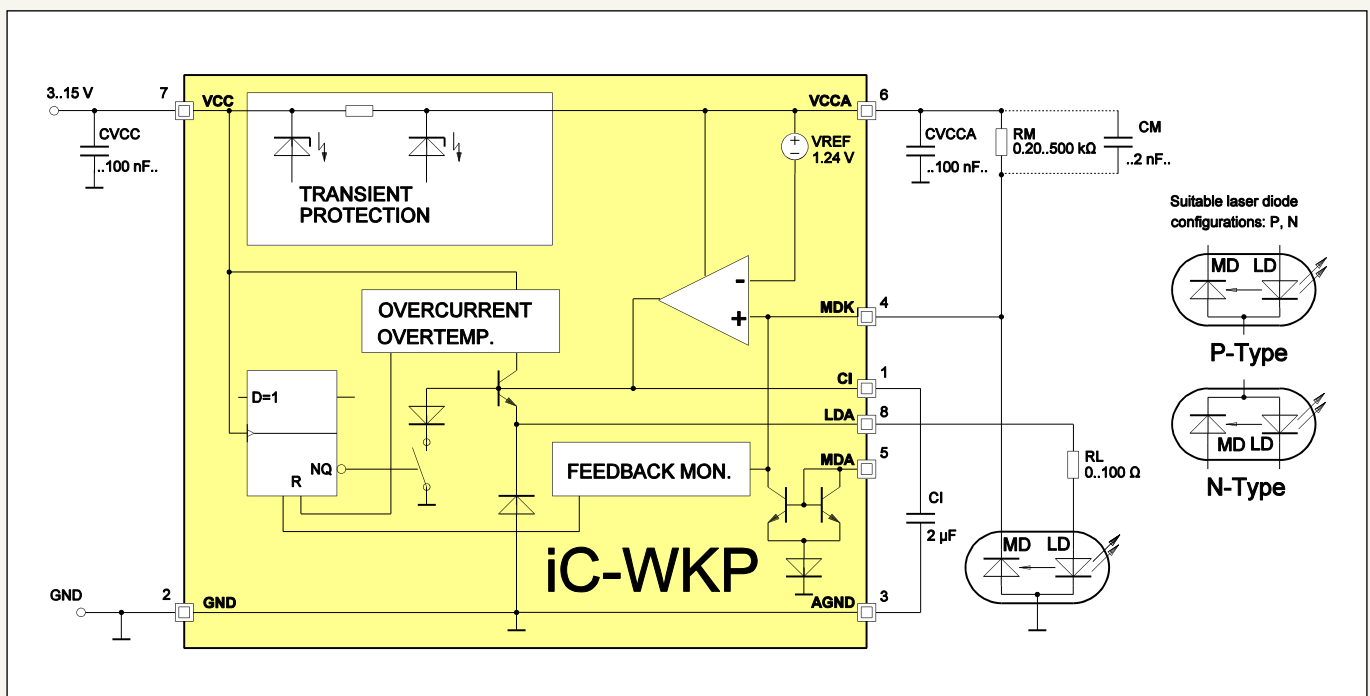 3..15 V
7
VCC
CVCC
..100 nF..
TRANSIENT
PROTECTION
VCCA
6
VREF
1.24 V
+
−
CVCCA
..100 nF..
RM
0.20..500 kΩ
CM
..2 nF..
Suitable laser diode
configurations: P, N
MD LD
P-Type
MD LD
N-Type
OVERCURRENT
OVERTEMP.
-
+
MDK
4
CI
1
LDA
8
MDA
5
D=1
NQ
R
FEEDBACK MON.
CI
2 µF
RL
0..100 Ω
MD LD
iC-WKP
GND
2
GND
AGND
3